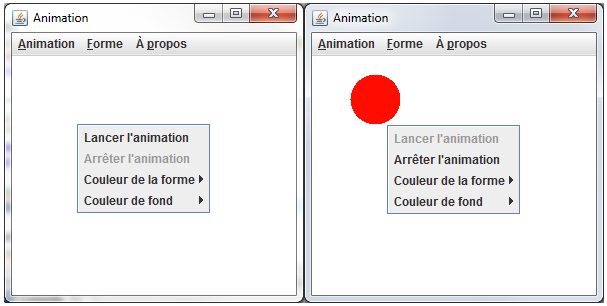 Animation
Animation Forme À propos
Lancer l'animation
Arrêter l'animation
Couleur de la forme
Couleur de fond
Animation
Animation Forme À propos
Lancer l'animation
Arrêter l'animation
Couleur de la forme
Couleur de fond